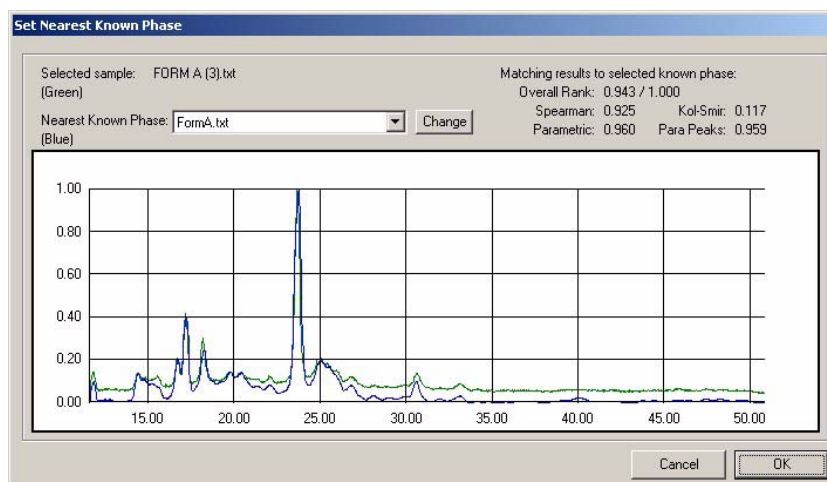 Set Nearest Known Phase
Selected sample: FORM A (3).txt
(Green)
Nearest Known Phase: FormA.txt Change
(Blue)
Matching results to selected known phase:
Overall Rank: 0.943 / 1.000
Spearman: 0.925 Kol-Smir: 0.117
Parametric: 0.960 Para Peaks: 0.959
1.00
0.80
0.60
0.40
0.20
0.00
15.00 20.00 25.00 30.00 35.00 40.00 45.00 50.00
Cancel OK